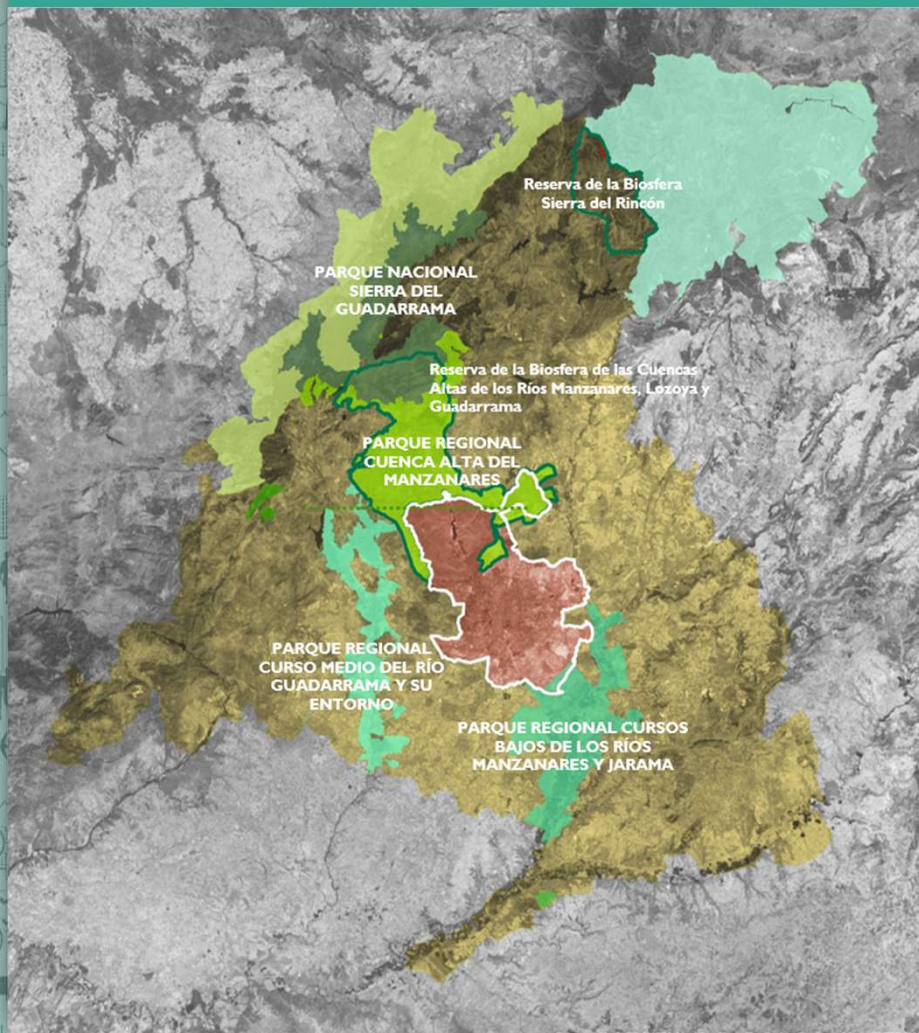 Reserva de la Biosfera
Sierra del Rincón
PARQUE NACIONAL
SIERRA DEL
GUADARRAMA
Reserva de la Biosfera de las Cuencas
Altas de los Ríos Manzanares, Lozoya y
Guadarrama
PARQUE REGIONAL
CUENCA ALTA DEL
MANZANARES
PARQUE REGIONAL
CURSO MEDIO DEL RÍO
GUADARRAMA Y SU
ENTORNO
PARQUE REGIONAL CURSOS
BAJOS DE LOS RÍOS
MANZANARES Y JARAMA